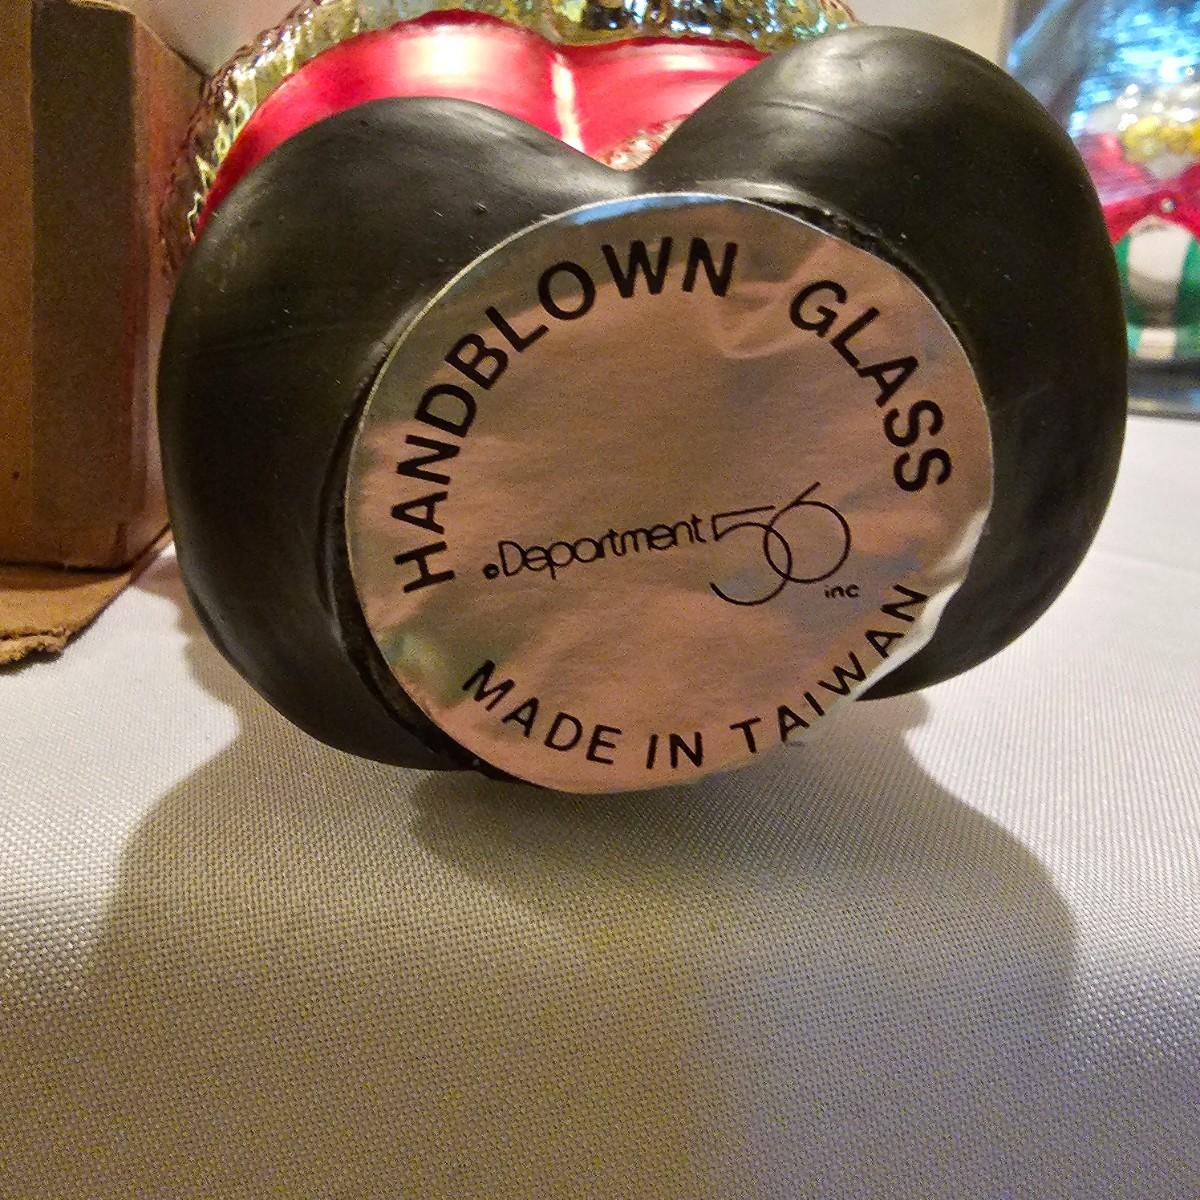 HANDBLOWN GLASS
©Department 56
inc
MADE IN TAIWAN